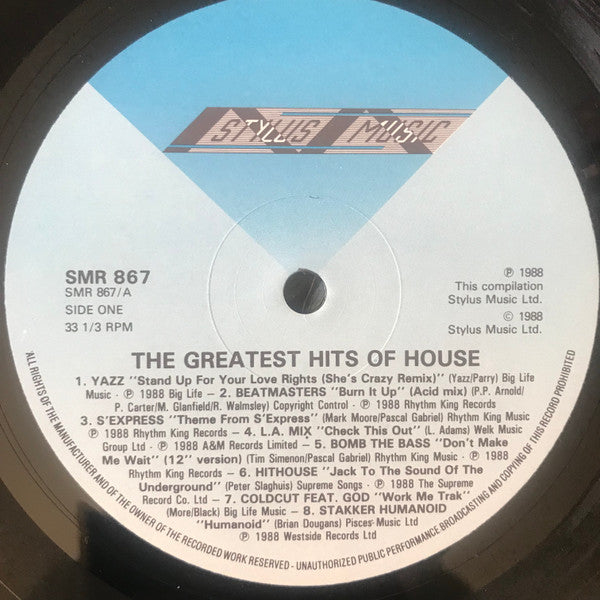 STYLUS MUSIC
SMR 867
SMR 867/A
SIDE ONE
33 1/3 RPM
℗ 1988
This compilation
Stylus Music Ltd.
© 1988
Stylus Music Ltd.
THE GREATEST HITS OF HOUSE
1. YAZZ "Stand Up For Your Love Rights (She's Crazy Remix)" (Yazz/Parry) Big Life
Music - ℗ 1988 Big Life - 2. BEATMASTERS "Burn It Up" (Acid mix) (P.P. Arnold/
P. Carter/M. Glanfield/R. Walmsley) Copyright Control - ℗ 1988 Rhythm King Records
3. S'EXPRESS "Theme From S'Express" (Mark Moore/Pascal Gabriel) Rhythm King Music
℗ 1988 Rhythm King Records - 4. L.A. MIX "Check This Out" (L. Adams) Welk Music
Group Ltd - ℗ 1988 A&M Records Limited - 5. BOMB THE BASS "Don't Make
Me Wait" (12" version) (Tim Simenon/Pascal Gabriel) Rhythm King Music - ℗ 1988
Rhythm King Records - 6. HITHOUSE "Jack To The Sound Of The
Underground" (Peter Slaghuis) Supreme Songs - ℗ 1988 The Supreme
Record Co. Ltd - 7. COLDCUT FEAT. GOD "Work Me Trak"
(More/Black) Big Life Music - 8. STAKKER HUMANOID
"Humanoid" (Brian Dougans) Pisces Music Ltd
℗ 1988 Westside Records Ltd
ALL RIGHTS OF THE MANUFACTURER AND OF THE OWNER OF THE RECORDED WORK RESERVED - UNAUTHORIZED PUBLIC PERFORMANCE BROADCASTING AND COPYING OF THIS RECORD PROHIBITED